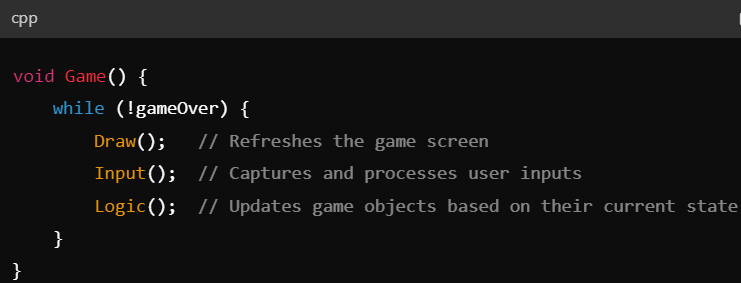 cpp
void Game() {
    while (!gameOver) {
        Draw();   // Refreshes the game screen
        Input();  // Captures and processes user inputs
        Logic();  // Updates game objects based on their current state
    }
}